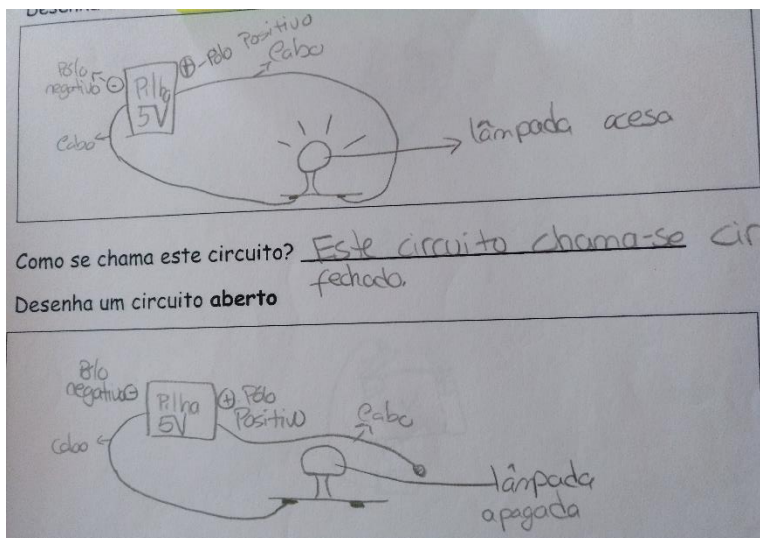 ⊕-Pólo Positivo
Cabo
Pólo
negativo ⊖
Pilha
5V
Cabo
lâmpada acesa
Como se chama este circuito? Este circuito chama-se cir
fechado.
Desenha um circuito aberto
Pólo
negativo ⊖
Pilha
5V
⊕ Pólo
Positivo
Cabo
Cabo
lâmpada
apagada